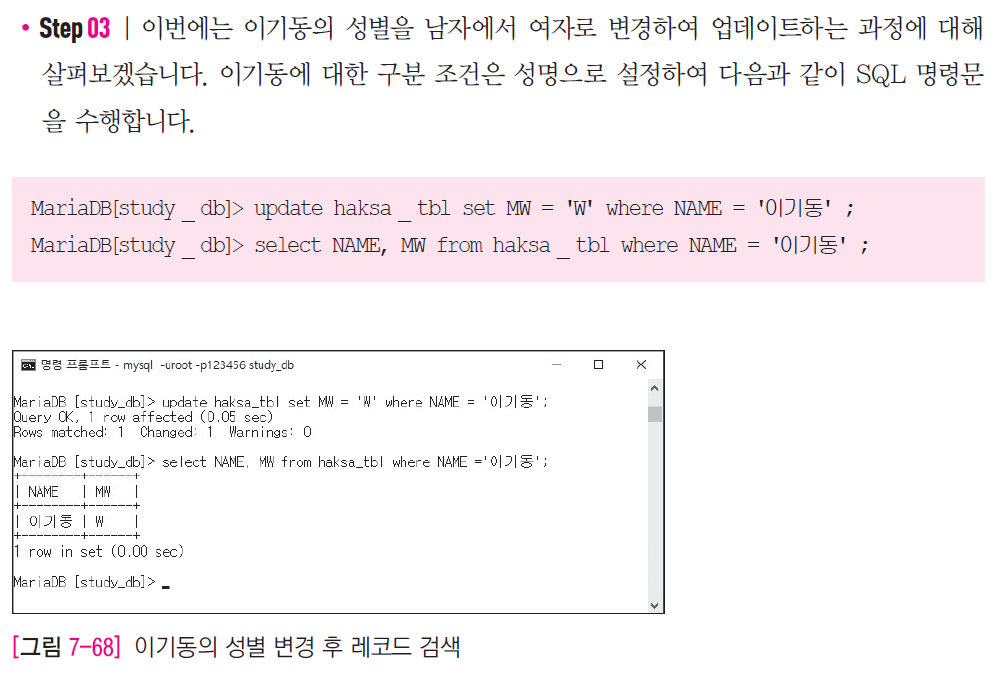 • Step 03 | 이번에는 이기동의 성별을 남자에서 여자로 변경하여 업데이트하는 과정에 대해
살펴보겠습니다. 이기동에 대한 구분 조건은 성명으로 설정하여 다음과 같이 SQL 명령문
을 수행합니다.
MariaDB[study _ db]> update haksa _ tbl set MW = 'W' where NAME = '이기동' ;
MariaDB[study _ db]> select NAME, MW from haksa _ tbl where NAME = '이기동' ;
명령 프롬프트 - mysql -uroot -p123456 study_db
MariaDB [study_db]> update haksa_tbl set MW = 'W' where NAME = '이기동';
Query OK, 1 row affected (0.05 sec)
Rows matched: 1  Changed: 1  Warnings: 0
MariaDB [study_db]> select NAME, MW from haksa_tbl where NAME ='이기동';
+--------+------+
| NAME   | MW   |
+--------+------+
| 이기동 | W    |
+--------+------+
1 row in set (0.00 sec)
MariaDB [study_db]> _
[그림 7-68] 이기동의 성별 변경 후 레코드 검색